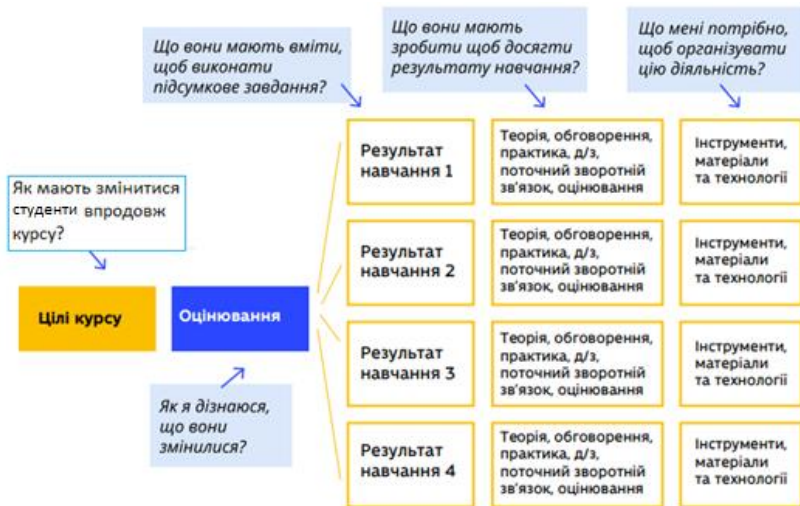 Що вони мають вміти,
щоб виконати
підсумкове завдання?
Що вони мають
зробити щоб досягти
результату навчання?
Що мені потрібно,
щоб організувати
цію діяльність?
Як мають змінитися
студенти впродовж
курсу?
Цілі курсу
Оцінювання
Як я дізнаюся,
що вони
змінилися?
Результат
навчання 1
Теорія, обговорення,
практика, д/з,
поточний зворотній
зв'язок, оцінювання
Інструменти,
матеріали
та технології
Результат
навчання 2
Теорія, обговорення,
практика, д/з,
поточний зворотній
зв'язок, оцінювання
Інструменти,
матеріали
та технології
Результат
навчання 3
Теорія, обговорення,
практика, д/з,
поточний зворотній
зв'язок, оцінювання
Інструменти,
матеріали
та технології
Результат
навчання 4
Теорія, обговорення,
практика, д/з,
поточний зворотній
зв'язок, оцінювання
Інструменти,
матеріали
та технології